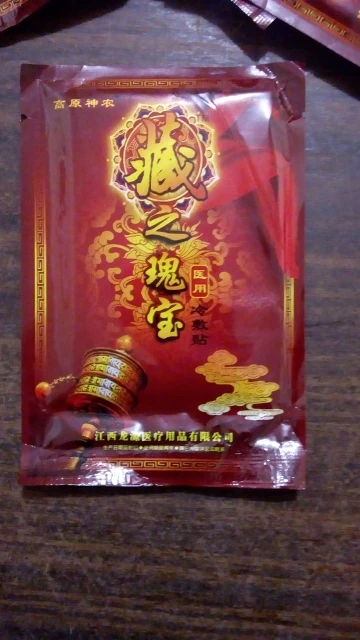 高原神农
藏之瑰宝
医用
冷敷贴
江西龙湖医疗用品有限公司